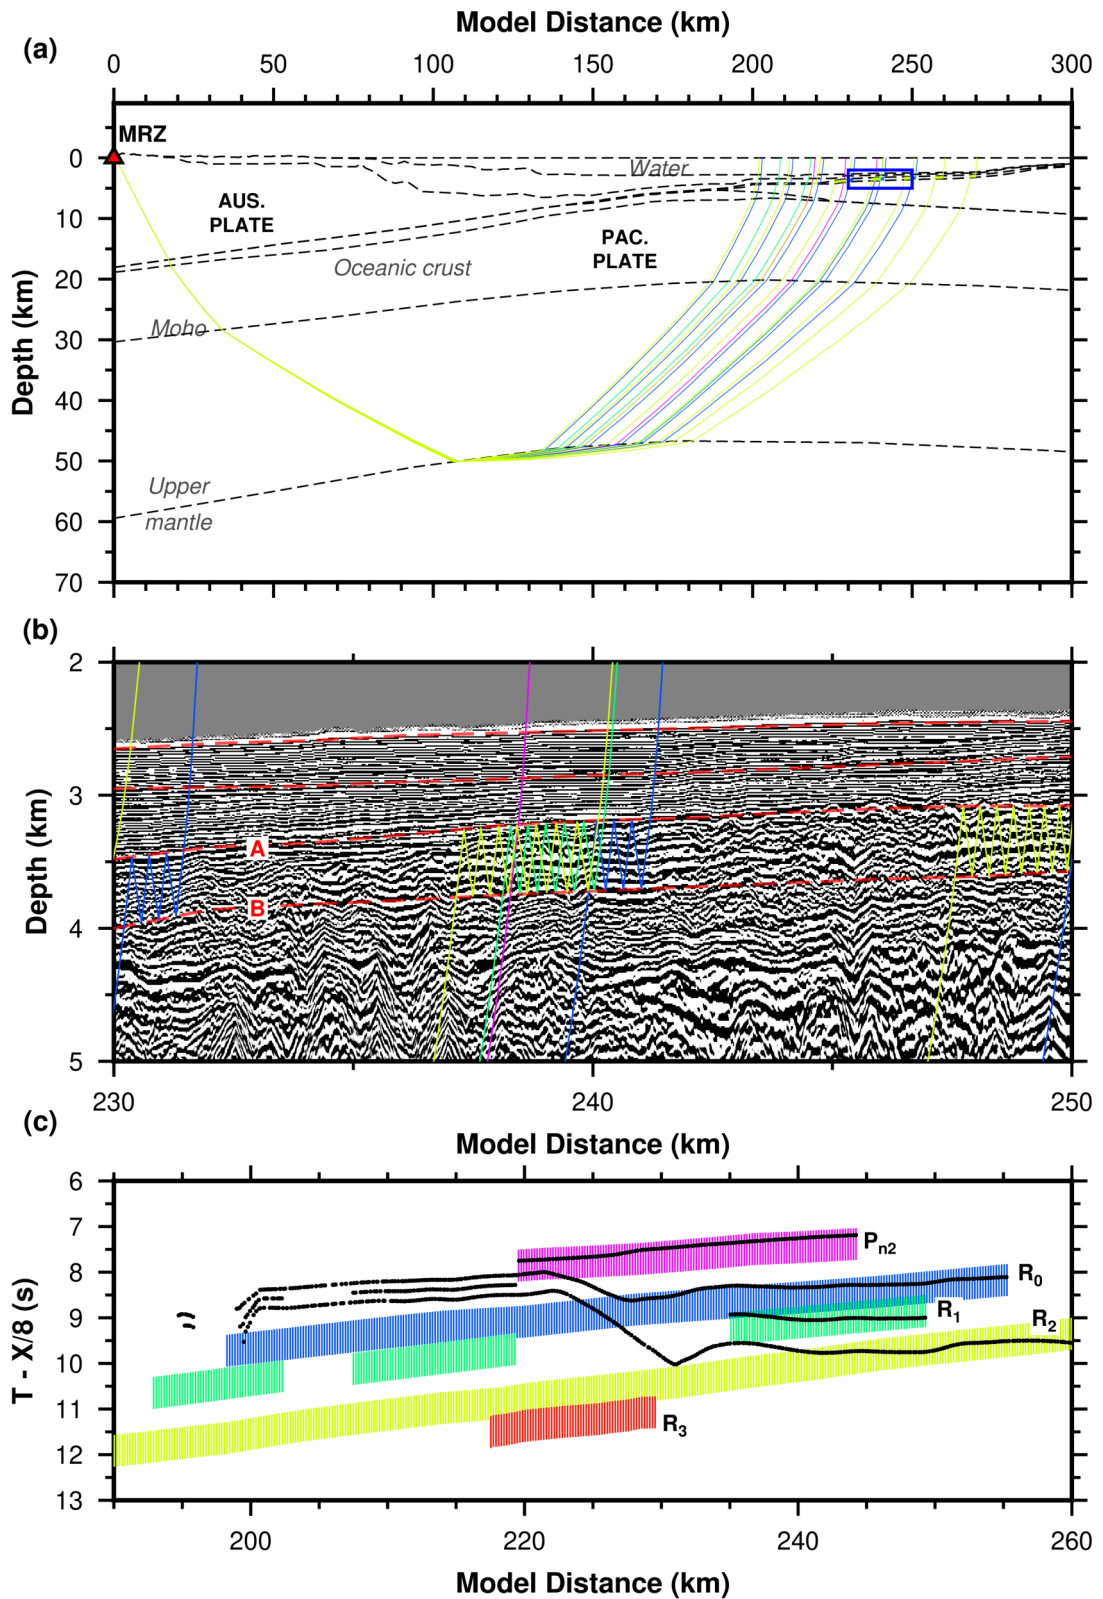 Model Distance (km)
(a)
0 50 100 150 200 250 300
MRZ
0
Water
AUS.
PLATE
10
PAC.
PLATE
Oceanic crust
20
Moho
30
Depth (km)
40
50
Upper
mantle
60
70
(b)
2
3
A
Depth (km)
B
4
5
230 240 250
(c)
Model Distance (km)
6
7
Pn2
8
R0
9
R1
R2
T - X/8 (s)
10
11
R3
12
13
200 220 240 260
Model Distance (km)